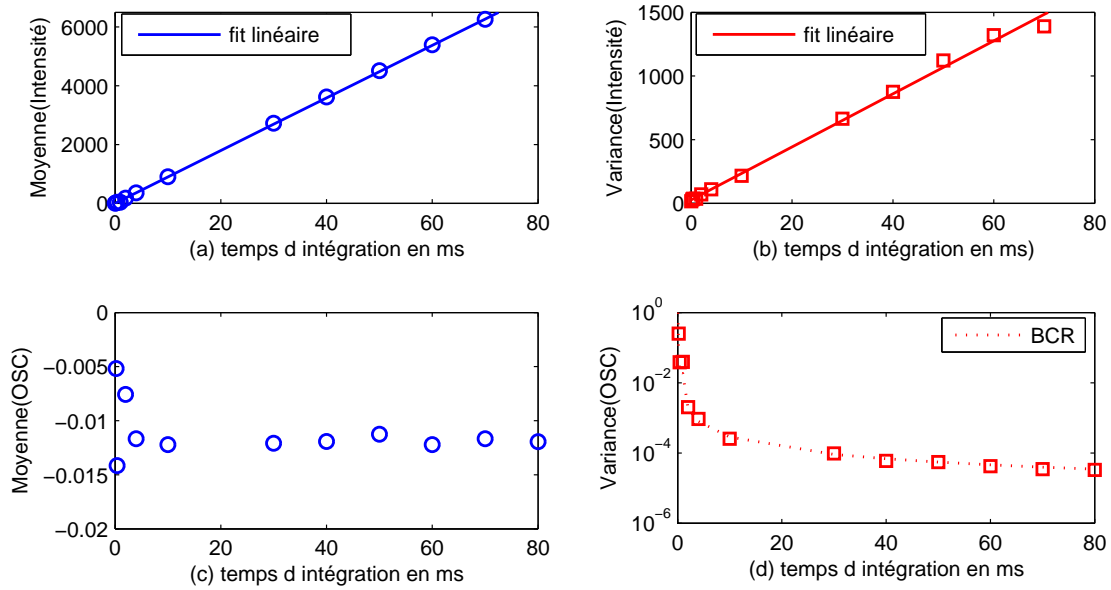 fit linéaire
Moyenne(Intensité)
6000
4000
2000
0
0 20 40 60 80
(a) temps d intégration en ms
fit linéaire
Variance(Intensité)
1500
1000
500
0
0 20 40 60 80
(b) temps d intégration en ms)
Moyenne(OSC)
0
−0.005
−0.01
−0.015
−0.02
0 20 40 60 80
(c) temps d intégration en ms
BCR
Variance(OSC)
10^0
10^−2
10^−4
10^−6
0 20 40 60 80
(d) temps d intégration en ms